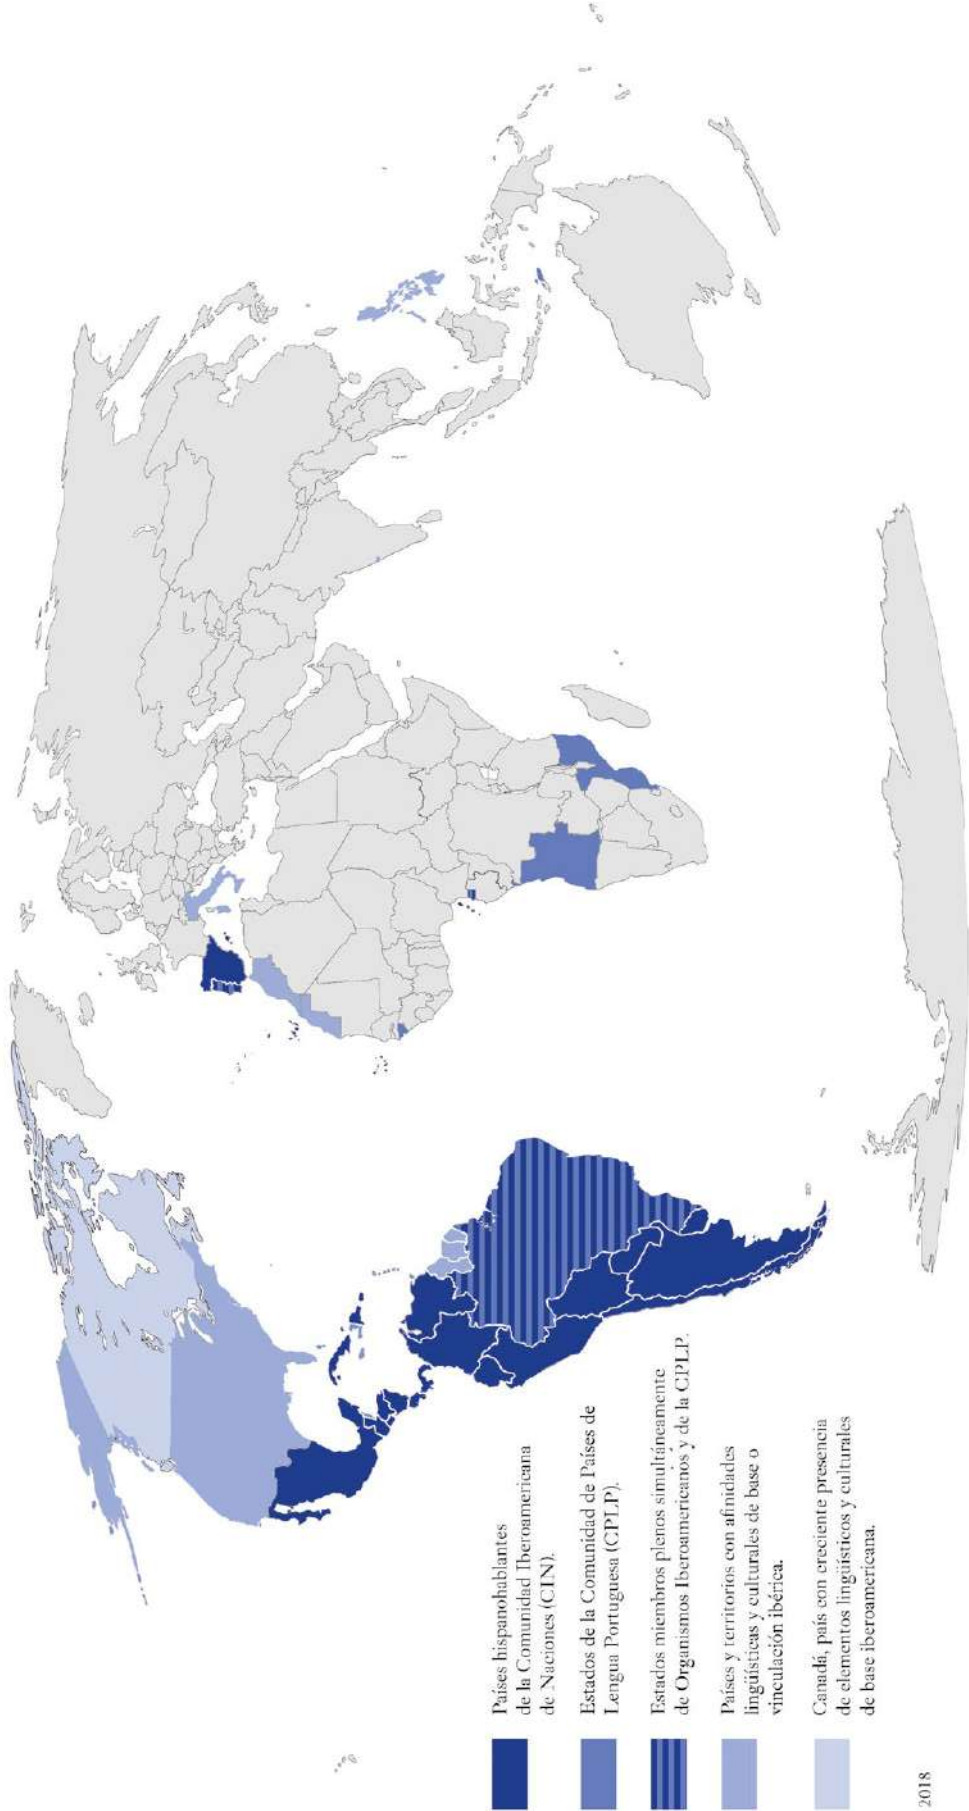 Países hispanohablantes
de la Comunidad Iberoamericana
de Naciones (CIN).
Estados de la Comunidad de Países de
Lengua Portuguesa (CPLP).
Estados miembros plenos simultáneamente
de Organismos Iberoamericanos y de la CPLP.
Países y territorios con afinidades
lingüísticas y culturales de base o
vinculación ibérica.
Canadá, país con creciente presencia
de elementos lingüísticos y culturales
de base iberoamericana.
2018